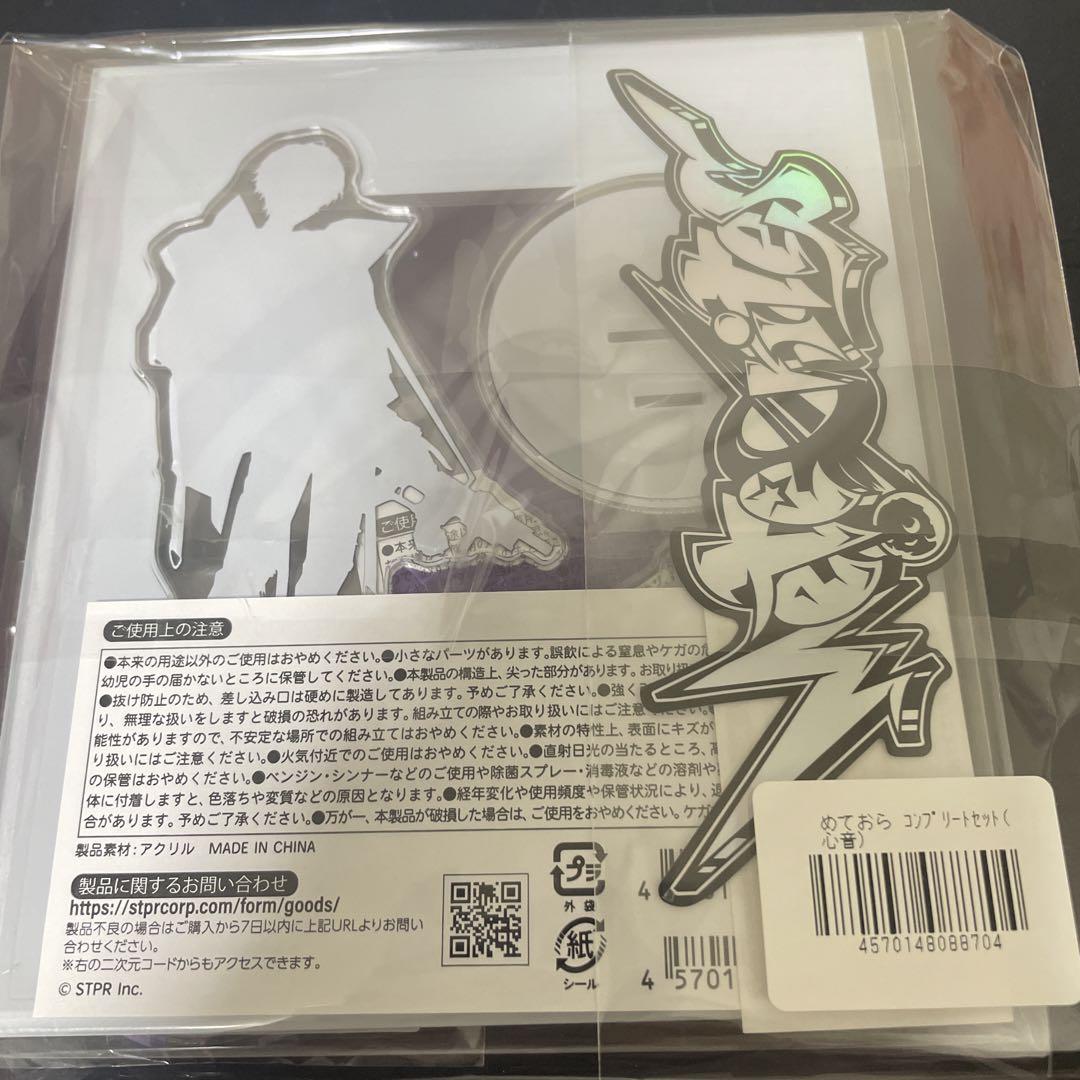 Meteorites
ご使用
●本来
ご使用上の注意
●本来の用途以外のご使用はおやめください。●小さなパーツがあります。誤飲による窒息やケガの
幼児の手の届かないところに保管してください。●本製品の構造上、尖った部分があります。お取り扱
●抜け防止のため、差し込み口は硬めに製造してあります。予めご了承ください。●強く
り、無理な扱いをしますと破損の恐れがあります。組み立ての際やお取り扱いにはご注意
能性がありますので、不安定な場所での組み立てはおやめください。●素材の特性上、表面にキズが
り扱いにはご注意ください。●火気付近でのご使用はおやめください。●直射日光の当たるところ、高
の保管はおやめください。●ベンジン・シンナーなどのご使用や除菌スプレー・消毒液などの溶剤や
体に付着しますと、色落ちや変質などの原因となります。●経年変化や使用頻度や保管状況により、退
合があります。予めご了承ください。●万が一、本製品が破損した場合は、ご使用をおやめください。ケガ
製品素材:アクリル MADE IN CHINA
製品に関するお問い合わせ
https://stprcorp.com/form/goods/
製品不良の場合はご購入から7日以内に上記URLよりお問い
合わせください。
※右の二次元コードからもアクセスできます。
© STPR Inc.
プラ
外袋
紙
シール
4
4 5701
めておら コンプリートセット(
心音)
4570148088704